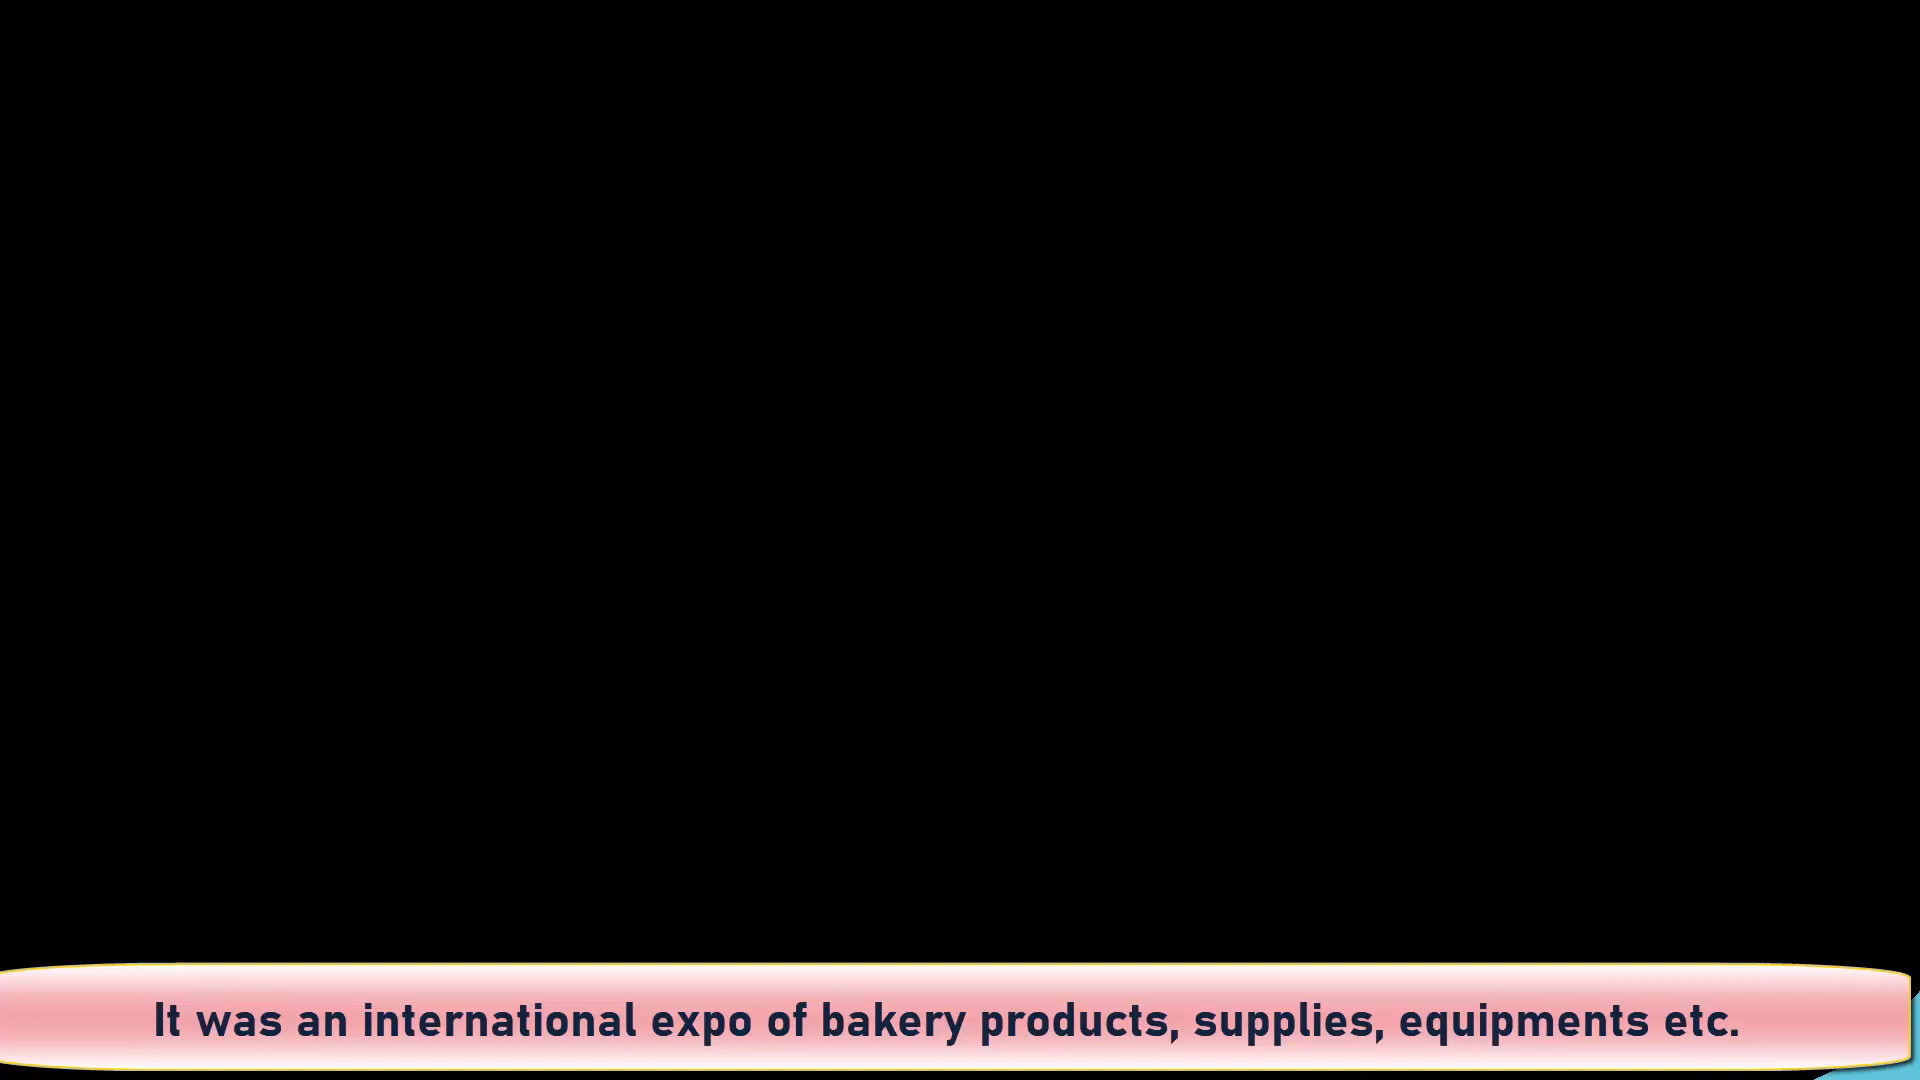 It was an international expo of bakery products, supplies, equipments etc.